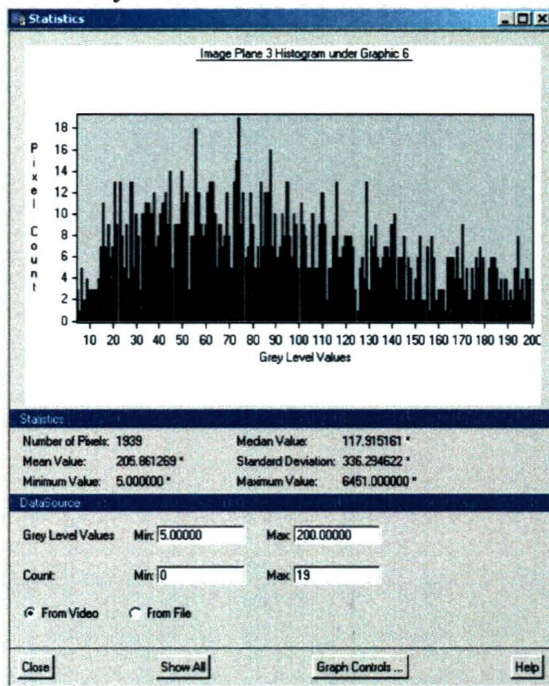 Statistics
Image Plane 3 Histogram under Graphic 6
Pixel Count
18
16
14
12
10
8
6
4
2
0
10 20 30 40 50 60 70 80 90 100 110 120 130 140 150 160 170 180 190 200
Grey Level Values
Statistics
Number of Pixels: 1939 Median Value: 117.915161 *
Mean Value: 205.861269 * Standard Deviation: 336.294622 *
Minimum Value: 5.000000 * Maximum Value: 6451.000000 *
DataSource
Grey Level Values Min: 5.00000 Max: 200.00000
Count: Min: 0 Max: 19
From Video From File
Close Show All Graph Controls ... Help